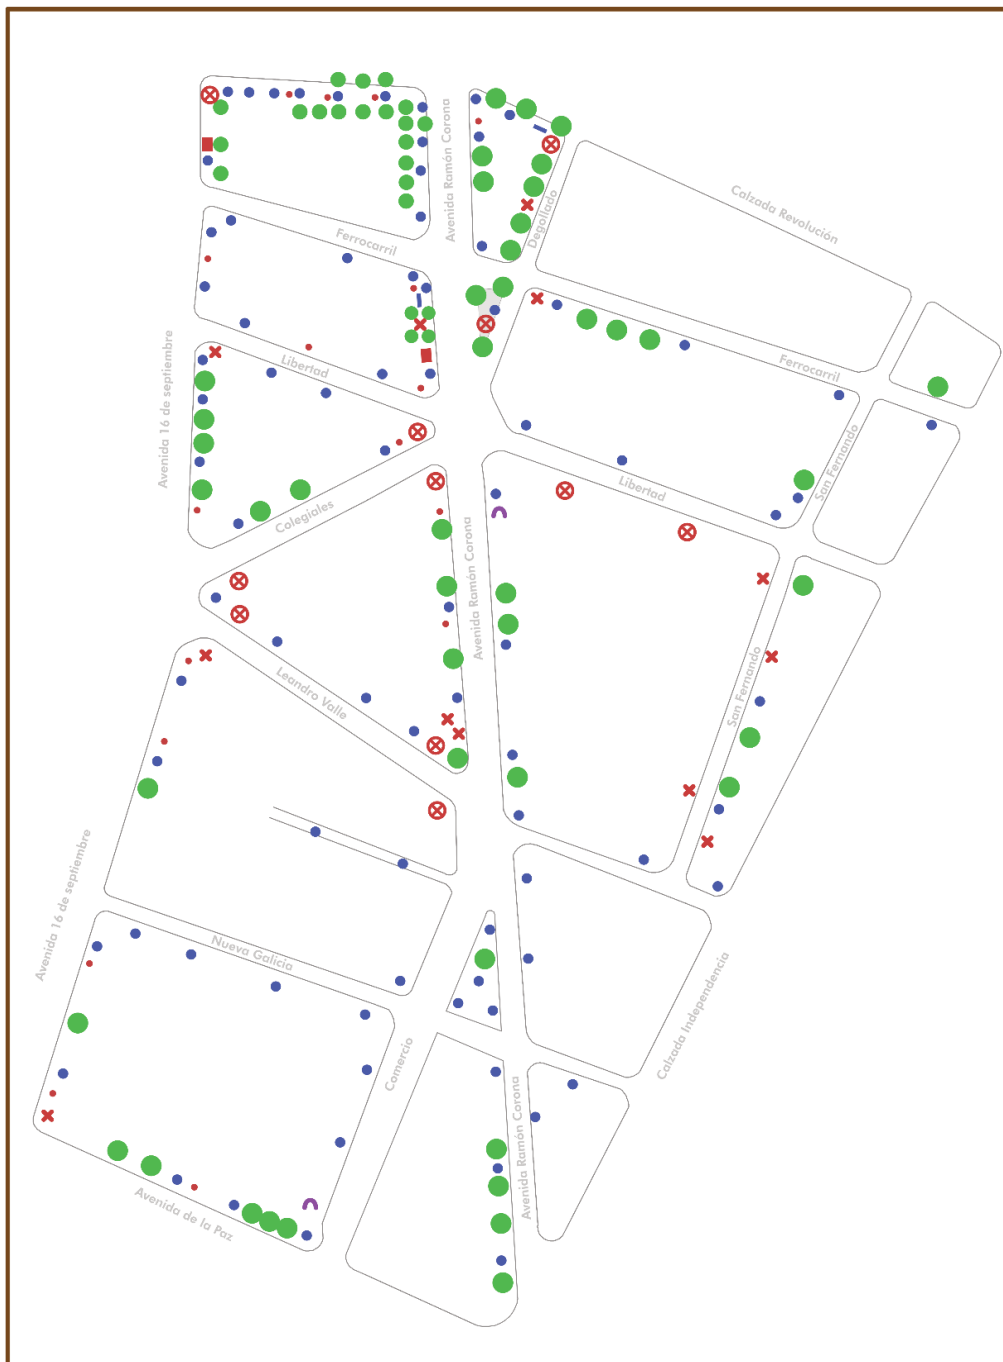 Avenida Ramón Corona
Calzada Revolución
Degollado
Ferrocarril
Ferrocarril
Libertad
Avenida 16 de septiembre
San Fernando
Libertad
Colegiales
Avenida Ramón Corona
Leandro Valle
San Fernando
Avenida 16 de septiembre
Nueva Galicia
Calzada Independencia
Comercio
Avenida Ramón Corona
Avenida de la Paz